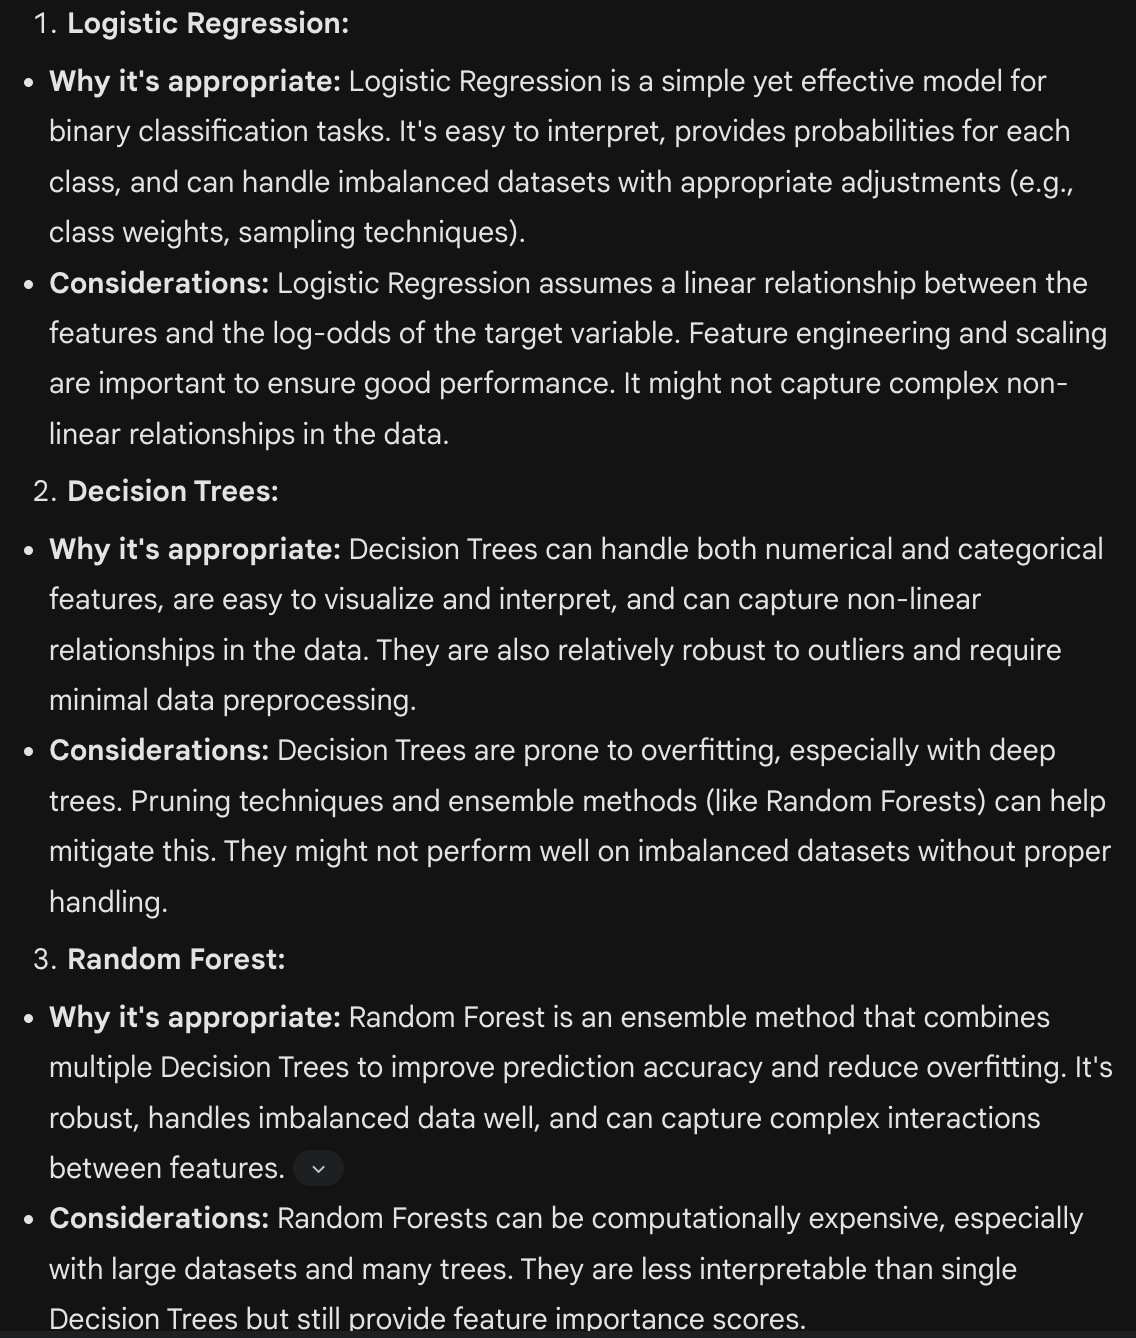 1. Logistic Regression:
• Why it's appropriate: Logistic Regression is a simple yet effective model for
binary classification tasks. It's easy to interpret, provides probabilities for each
class, and can handle imbalanced datasets with appropriate adjustments (e.g.,
class weights, sampling techniques).
• Considerations: Logistic Regression assumes a linear relationship between the
features and the log-odds of the target variable. Feature engineering and scaling
are important to ensure good performance. It might not capture complex non-
linear relationships in the data.
2. Decision Trees:
• Why it's appropriate: Decision Trees can handle both numerical and categorical
features, are easy to visualize and interpret, and can capture non-linear
relationships in the data. They are also relatively robust to outliers and require
minimal data preprocessing.
• Considerations: Decision Trees are prone to overfitting, especially with deep
trees. Pruning techniques and ensemble methods (like Random Forests) can help
mitigate this. They might not perform well on imbalanced datasets without proper
handling.
3. Random Forest:
• Why it's appropriate: Random Forest is an ensemble method that combines
multiple Decision Trees to improve prediction accuracy and reduce overfitting. It's
robust, handles imbalanced data well, and can capture complex interactions
between features.
• Considerations: Random Forests can be computationally expensive, especially
with large datasets and many trees. They are less interpretable than single
Decision Trees but still provide feature importance scores.